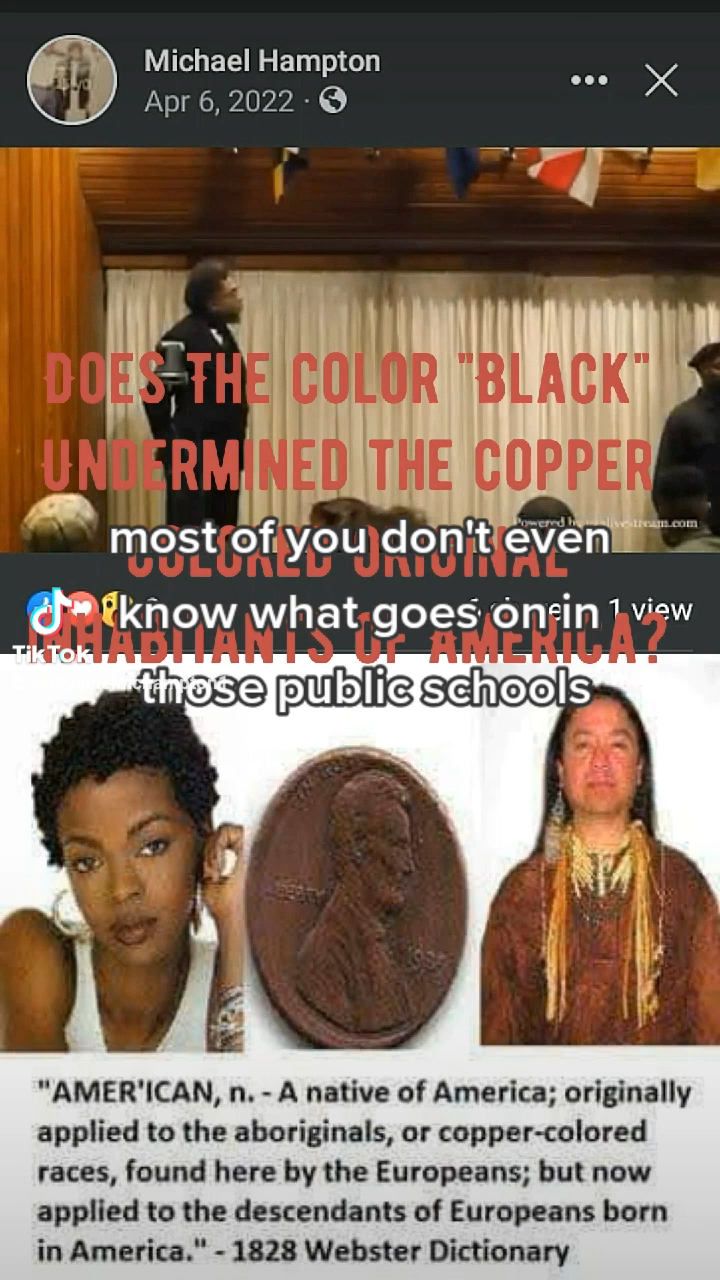 Michael Hampton
Apr 6, 2022 ·
DOES THE COLOR "BLACK"
UNDERMINED THE COPPER
COLORED ORIGINAL
INHABITANTS OF AMERICA?
most of you don't even
know what goes onin
those public schools
1 view
TikTok
"AMER'ICAN, n. - A native of America; originally
applied to the aboriginals, or copper-colored
races, found here by the Europeans; but now
applied to the descendants of Europeans born
in America." - 1828 Webster Dictionary